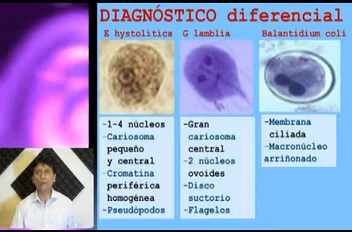 DIAGNÓSTICO diferencial
E hystolitica G lamblia Balantidium coli
-1-4 núcleos
-Cariosoma
pequeño
y central
-Cromatina
periférica
homogénea
-Pseudópodos
-Gran
cariosoma
central
-2 núcleos
ovoides
-Disco
suctorio
-Flagelos
-Membrana
ciliada
-Macronúcleo
arriñonado